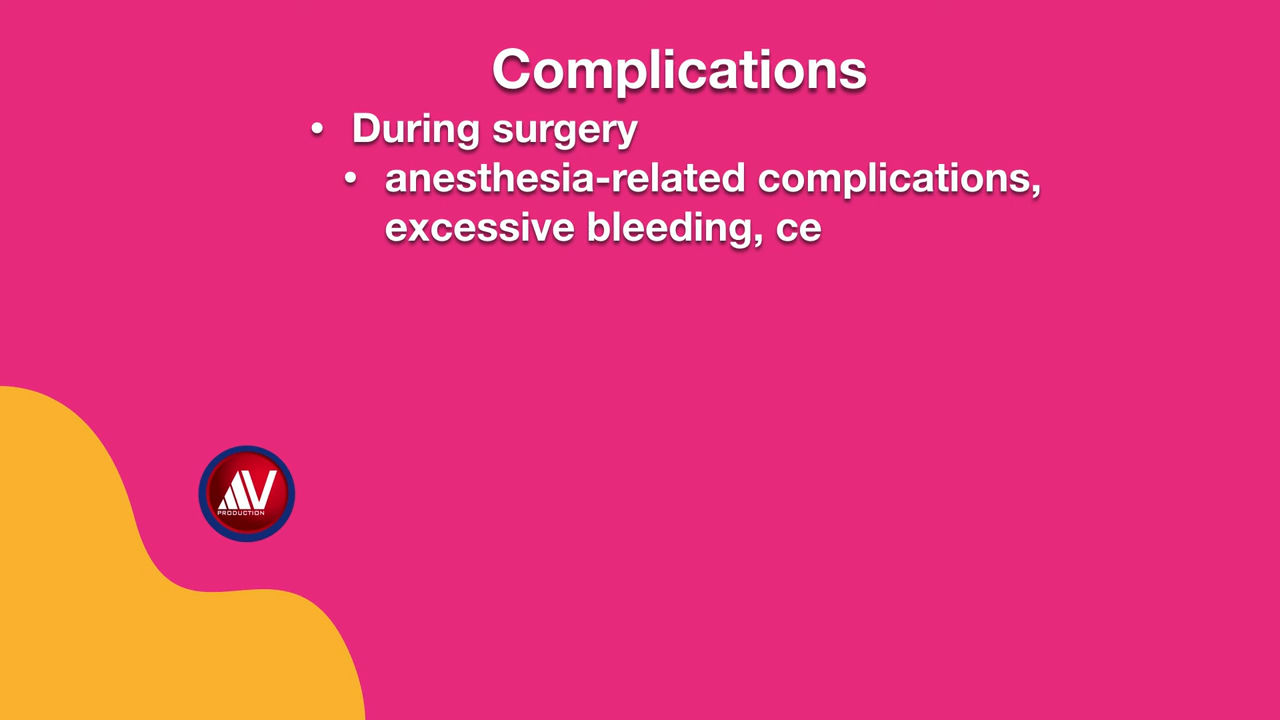 Complications
• During surgery
• anesthesia-related complications,
excessive bleeding, ce
AV
PRODUCTION